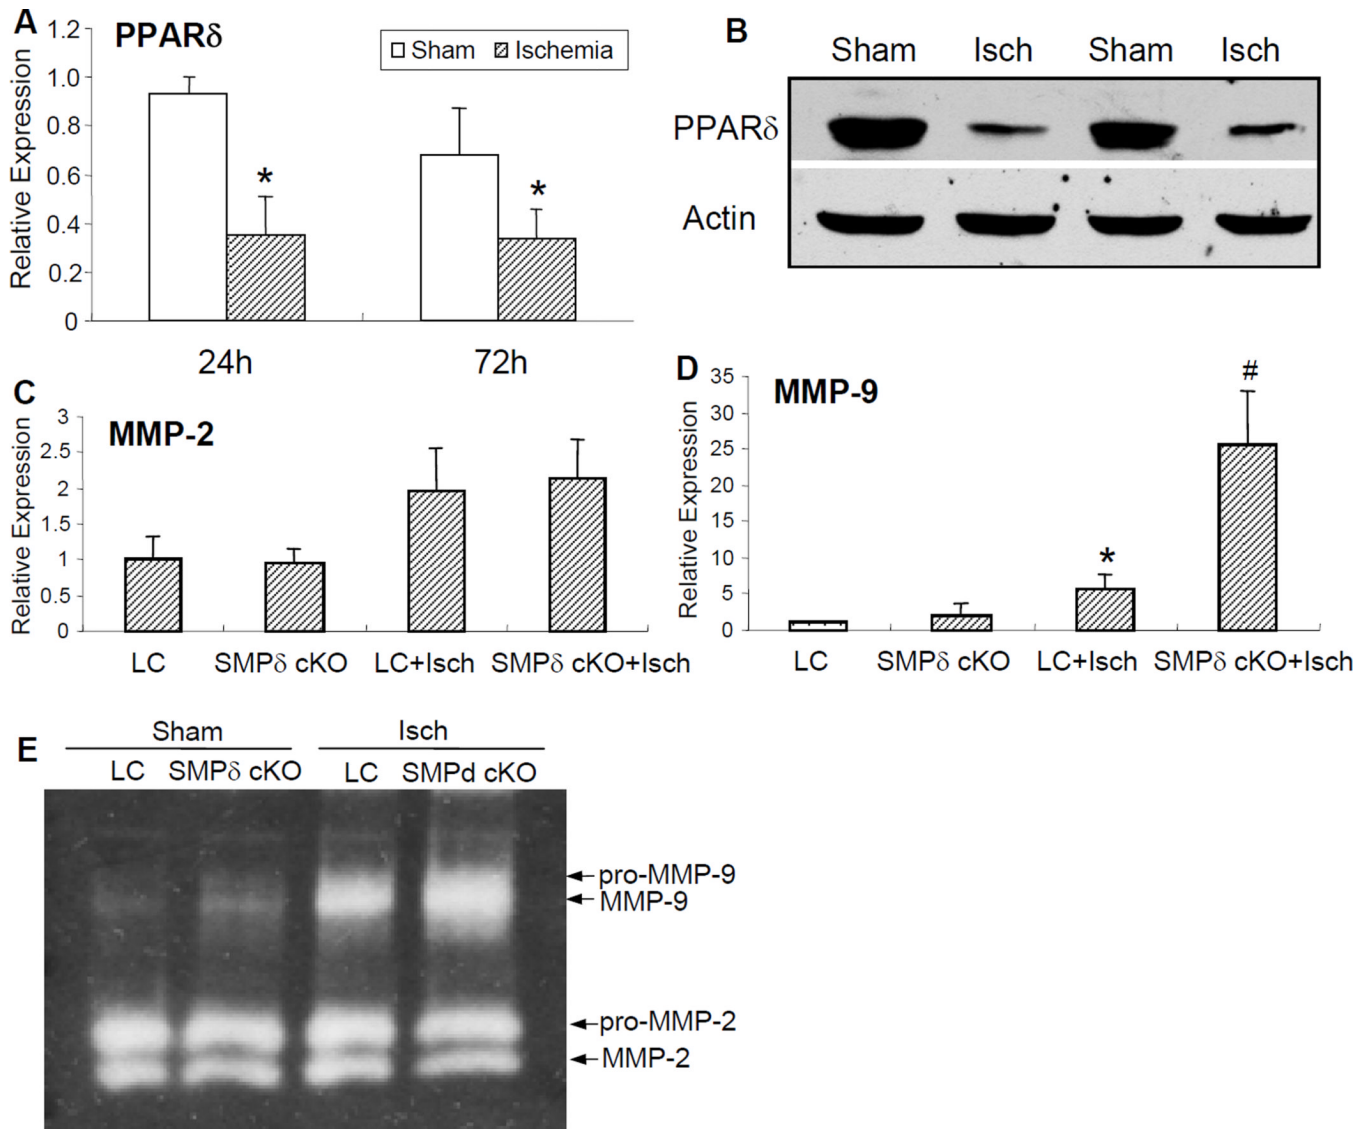 A
PPARδ
Sham Ischemia
Relative Expression
1.2
1.0
0.8
0.6
0.4
0.2
0
*
*
24h 72h
B
Sham Isch Sham Isch
PPARδ
Actin
C
MMP-2
Relative Expression
3
2.5
2
1.5
1
0.5
0
LC SMPδ cKO LC+Isch SMPδ cKO+Isch
D
MMP-9
Relative Expression
35
30
25
20
15
10
5
0
*
#
LC SMPδ cKO LC+Isch SMPδ cKO+Isch
E
Sham Isch
LC SMPδ cKO LC SMPd cKO
pro-MMP-9
MMP-9
pro-MMP-2
MMP-2